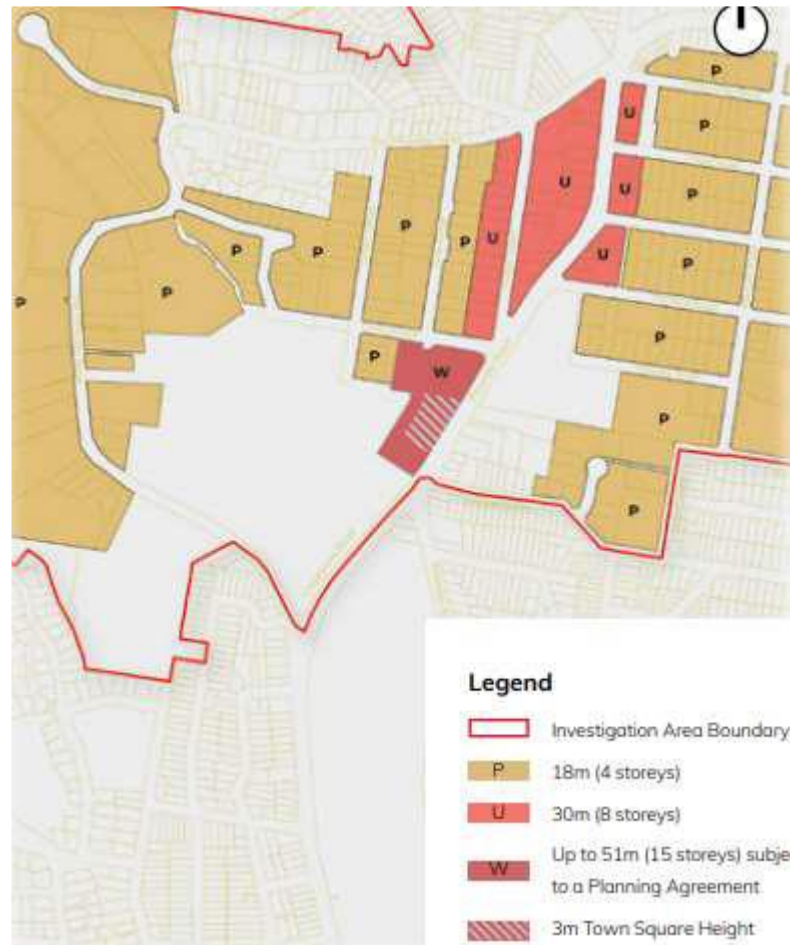 P
P
U
P
U
P
U
P
P
P
P
P
U
U
P
P
P
P
W
P
P
Legend
Investigation Area Boundary
P 18m (4 storeys)
U 30m (8 storeys)
W Up to 51m (15 storeys) subje
to a Planning Agreement
3m Town Square Height